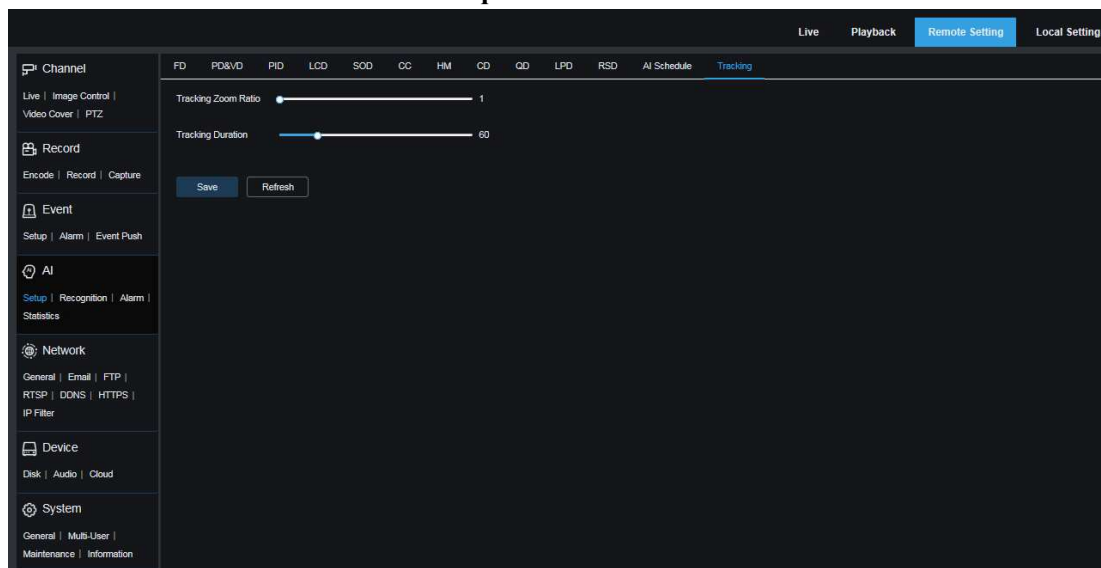 Live Playback Remote Setting Local Setting
Channel
Live | Image Control |
Video Cover | PTZ
Record
Encode | Record | Capture
Event
Setup | Alarm | Event Push
AI
Setup | Recognition | Alarm |
Statistics
Network
General | Email | FTP |
RTSP | DDNS | HTTPS |
IP Filter
Device
Disk | Audio | Cloud
System
General | Multi-User |
Maintenance | Information
FD PD&VD PID LCD SOD CC HM CD QD LPD RSD AI Schedule Tracking
Tracking Zoom Ratio 1
Tracking Duration 60
Save Refresh